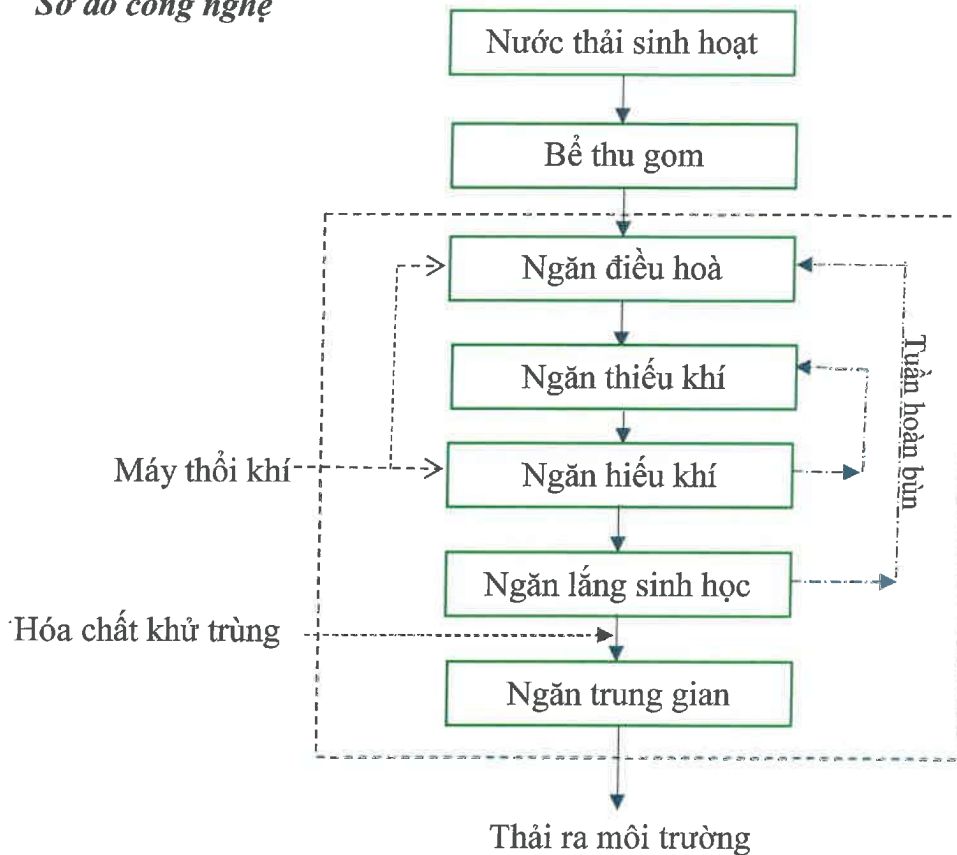 Sơ đồ công nghệ
Nước thải sinh hoạt
Bể thu gom
Ngăn điều hoà
Ngăn thiếu khí
Tuần hoàn bùn
Máy thổi khí
Ngăn hiếu khí
Ngăn lắng sinh học
Hóa chất khử trùng
Ngăn trung gian
Thải ra môi trường